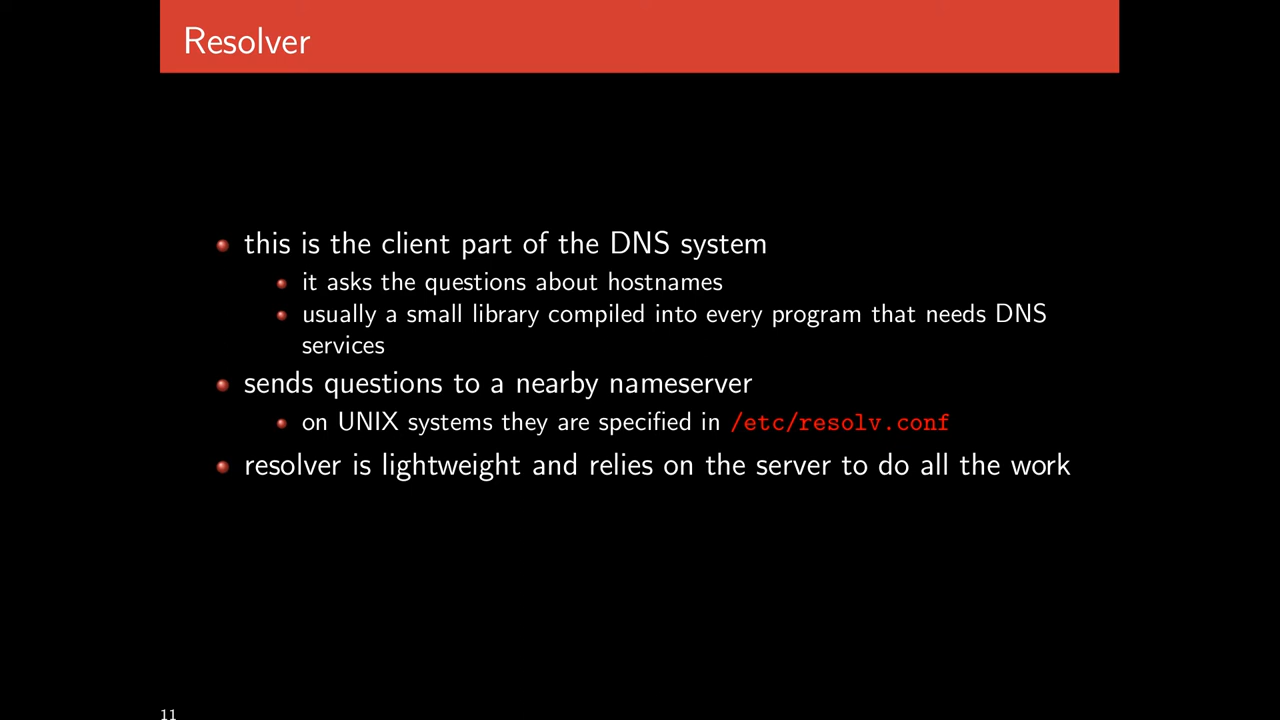 Resolver
this is the client part of the DNS system
it asks the questions about hostnames
usually a small library compiled into every program that needs DNS
services
sends questions to a nearby nameserver
on UNIX systems they are specified in /etc/resolv.conf
resolver is lightweight and relies on the server to do all the work
11